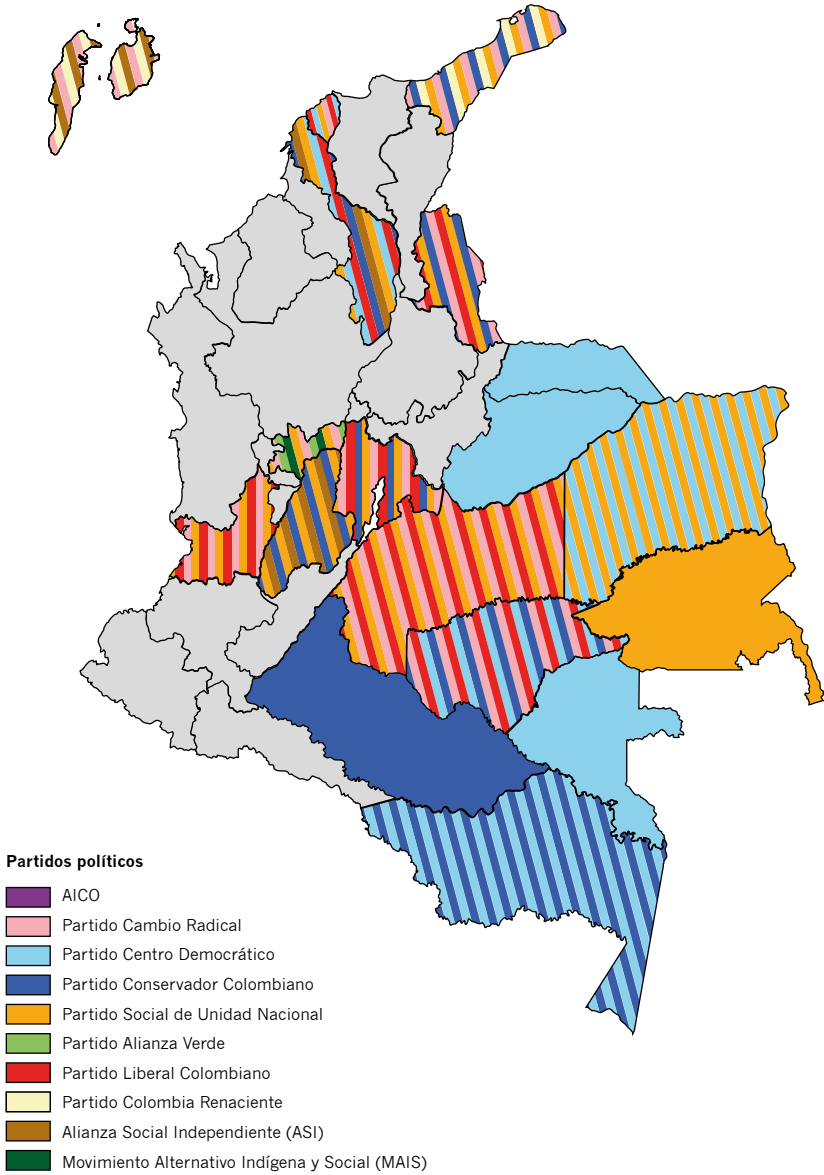 Partidos políticos
AICO
Partido Cambio Radical
Partido Centro Democrático
Partido Conservador Colombiano
Partido Social de Unidad Nacional
Partido Alianza Verde
Partido Liberal Colombiano
Partido Colombia Renaciente
Alianza Social Independiente (ASI)
Movimiento Alternativo Indígena y Social (MAIS)